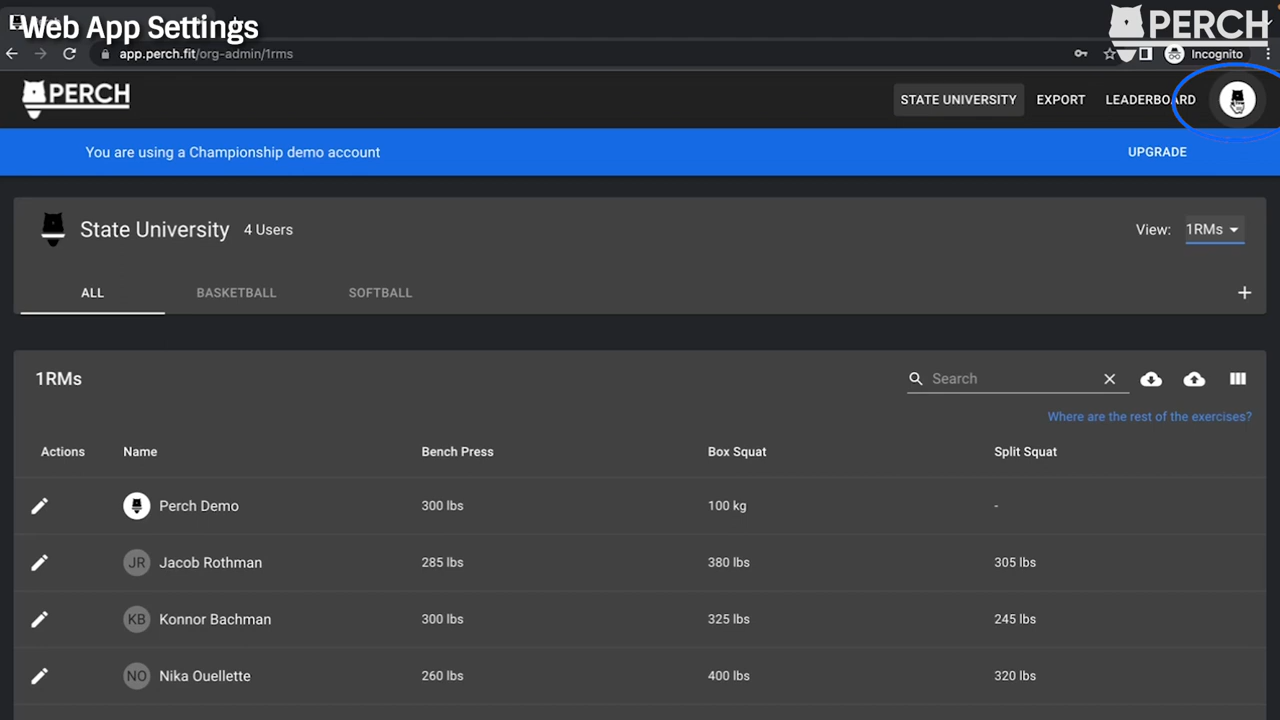 Web App Settings
PERCH
app.perch.fit/org-admin/1rms
Incognito
PERCH
STATE UNIVERSITY
EXPORT
LEADERBOARD
You are using a Championship demo account
UPGRADE
State University
4 Users
View:
1RMs
ALL
BASKETBALL
SOFTBALL
1RMs
Search
Where are the rest of the exercises?
Actions
Name
Bench Press
Box Squat
Split Squat
Perch Demo
300 lbs
100 kg
-
JR
Jacob Rothman
285 lbs
380 lbs
305 lbs
KB
Konnor Bachman
300 lbs
325 lbs
245 lbs
NO
Nika Ouellette
260 lbs
400 lbs
320 lbs